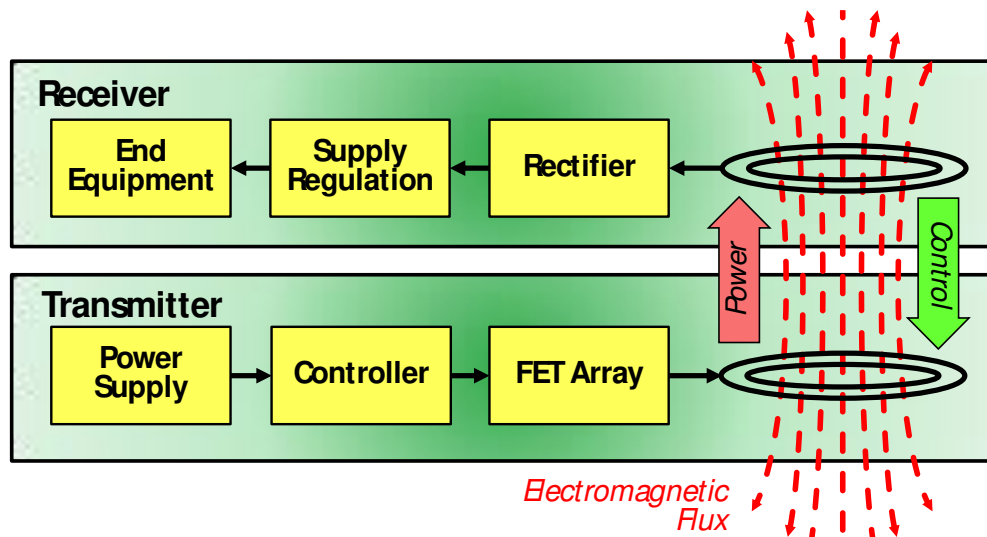 Receiver
End
Equipment
Supply
Regulation
Rectifier
Power
Control
Transmitter
Power
Supply
Controller
FET Array
Electromagnetic
Flux